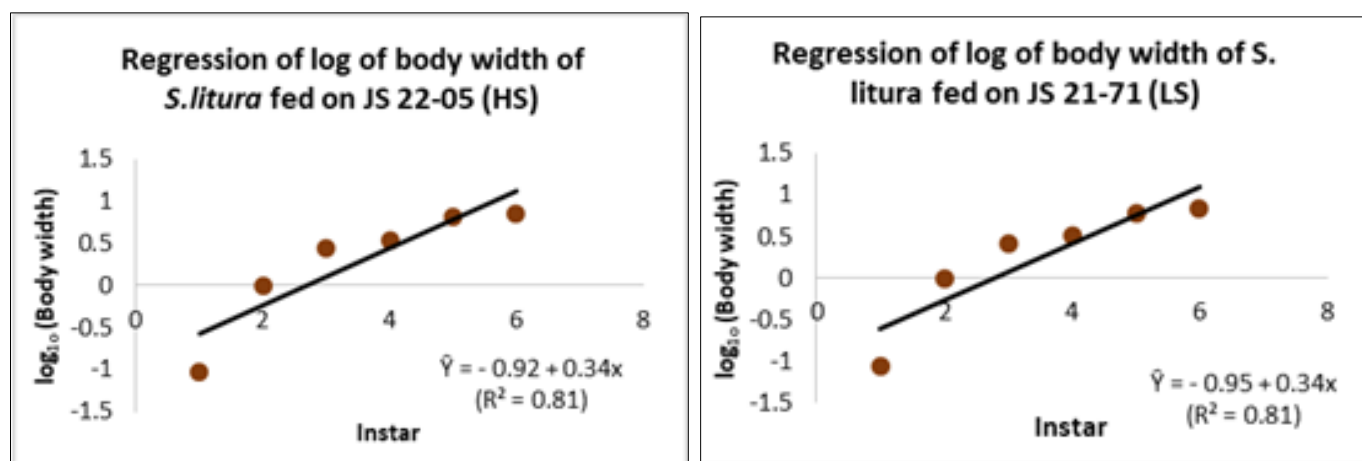 Regression of log of body width of
S.litura fed on JS 22-05 (HS)
log₁₀ (Body width)
1.5
1
0.5
0
-0.5
-1
-1.5
0
2
4
6
8
Ŷ = - 0.92 + 0.34x
(R² = 0.81)
Instar
Regression of log of body width of S.
litura fed on JS 21-71 (LS)
log₁₀ (Body width)
1.5
1
0.5
0
-0.5
-1
-1.5
0
2
4
6
8
Ŷ = - 0.95 + 0.34x
(R² = 0.81)
Instar